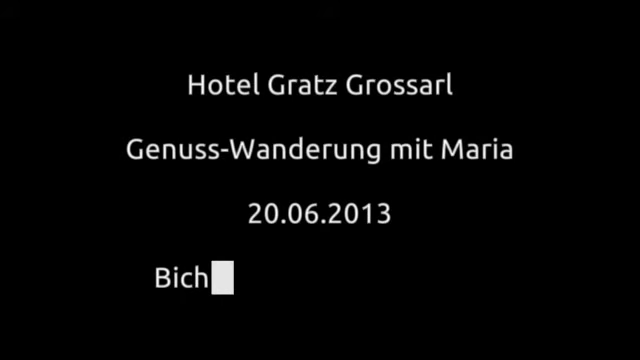 Hotel Gratz Grossarl
Genuss-Wanderung mit Maria
20.06.2013
Bich